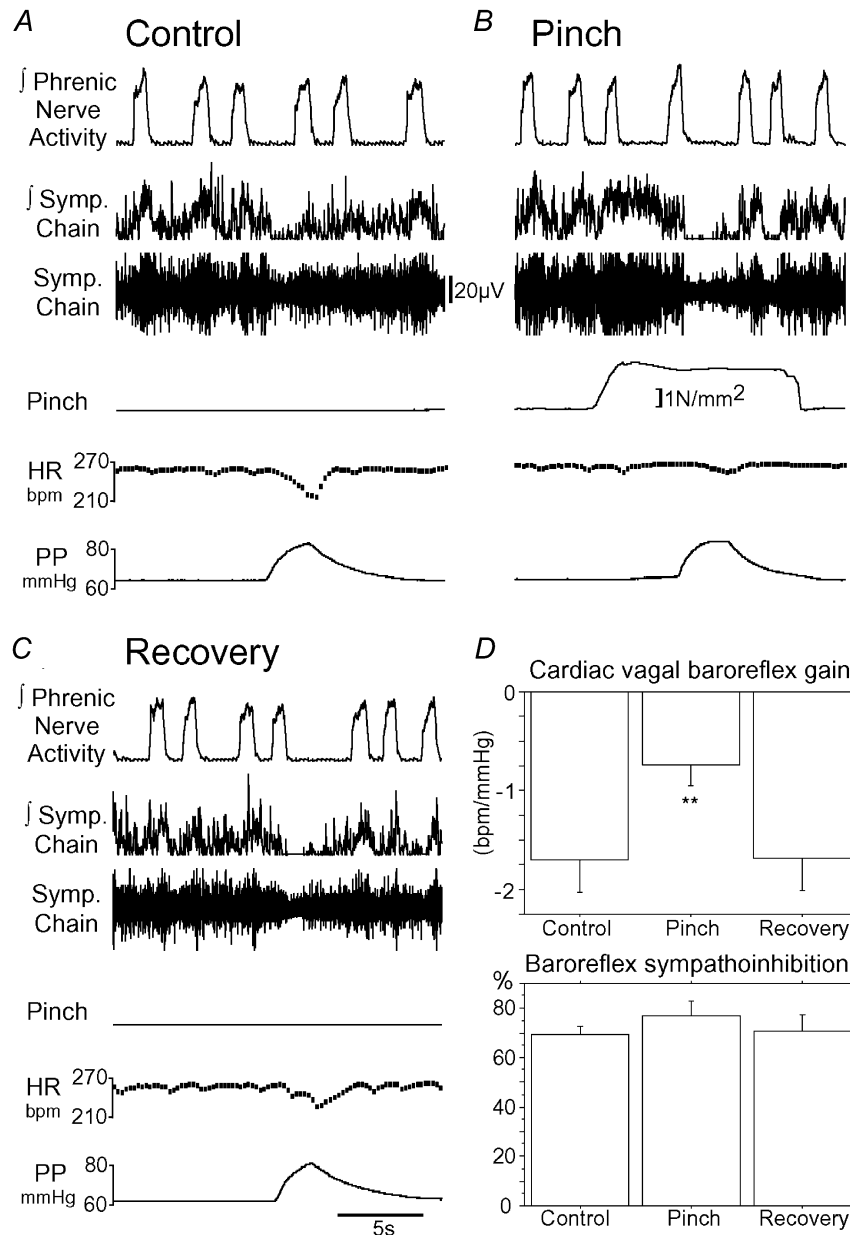 A Control
∫ Phrenic
Nerve
Activity
∫ Symp.
Chain
Symp.
Chain
20µV
Pinch
HR
bpm
270
210
PP
mmHg
80
60
B Pinch
1N/mm²
C Recovery
∫ Phrenic
Nerve
Activity
∫ Symp.
Chain
Symp.
Chain
Pinch
HR
bpm
270
210
PP
mmHg
80
60
5s
D
Cardiac vagal baroreflex gain
(bpm/mmHg)
0
-1
-2
**
Control Pinch Recovery
Baroreflex sympathoinhibition
%
80
60
40
20
0
Control Pinch Recovery